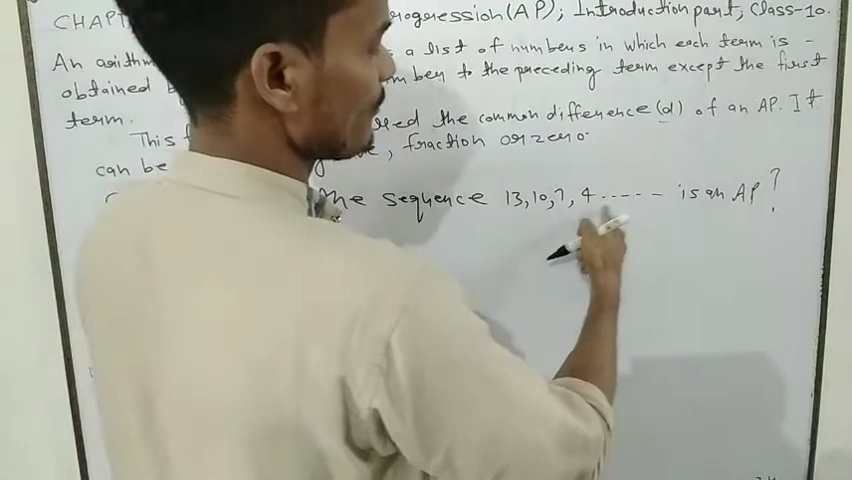 CHAPT rogression (AP); Introduction part, Class-10.
An arithm a list of numbers in which each term is -
obtained mber to the preceding term except the first
term.
This f lled the common difference (d) of an AP. It
can be , fraction or zero.
The sequence 13, 10, 7, 4 ..... is an AP ?